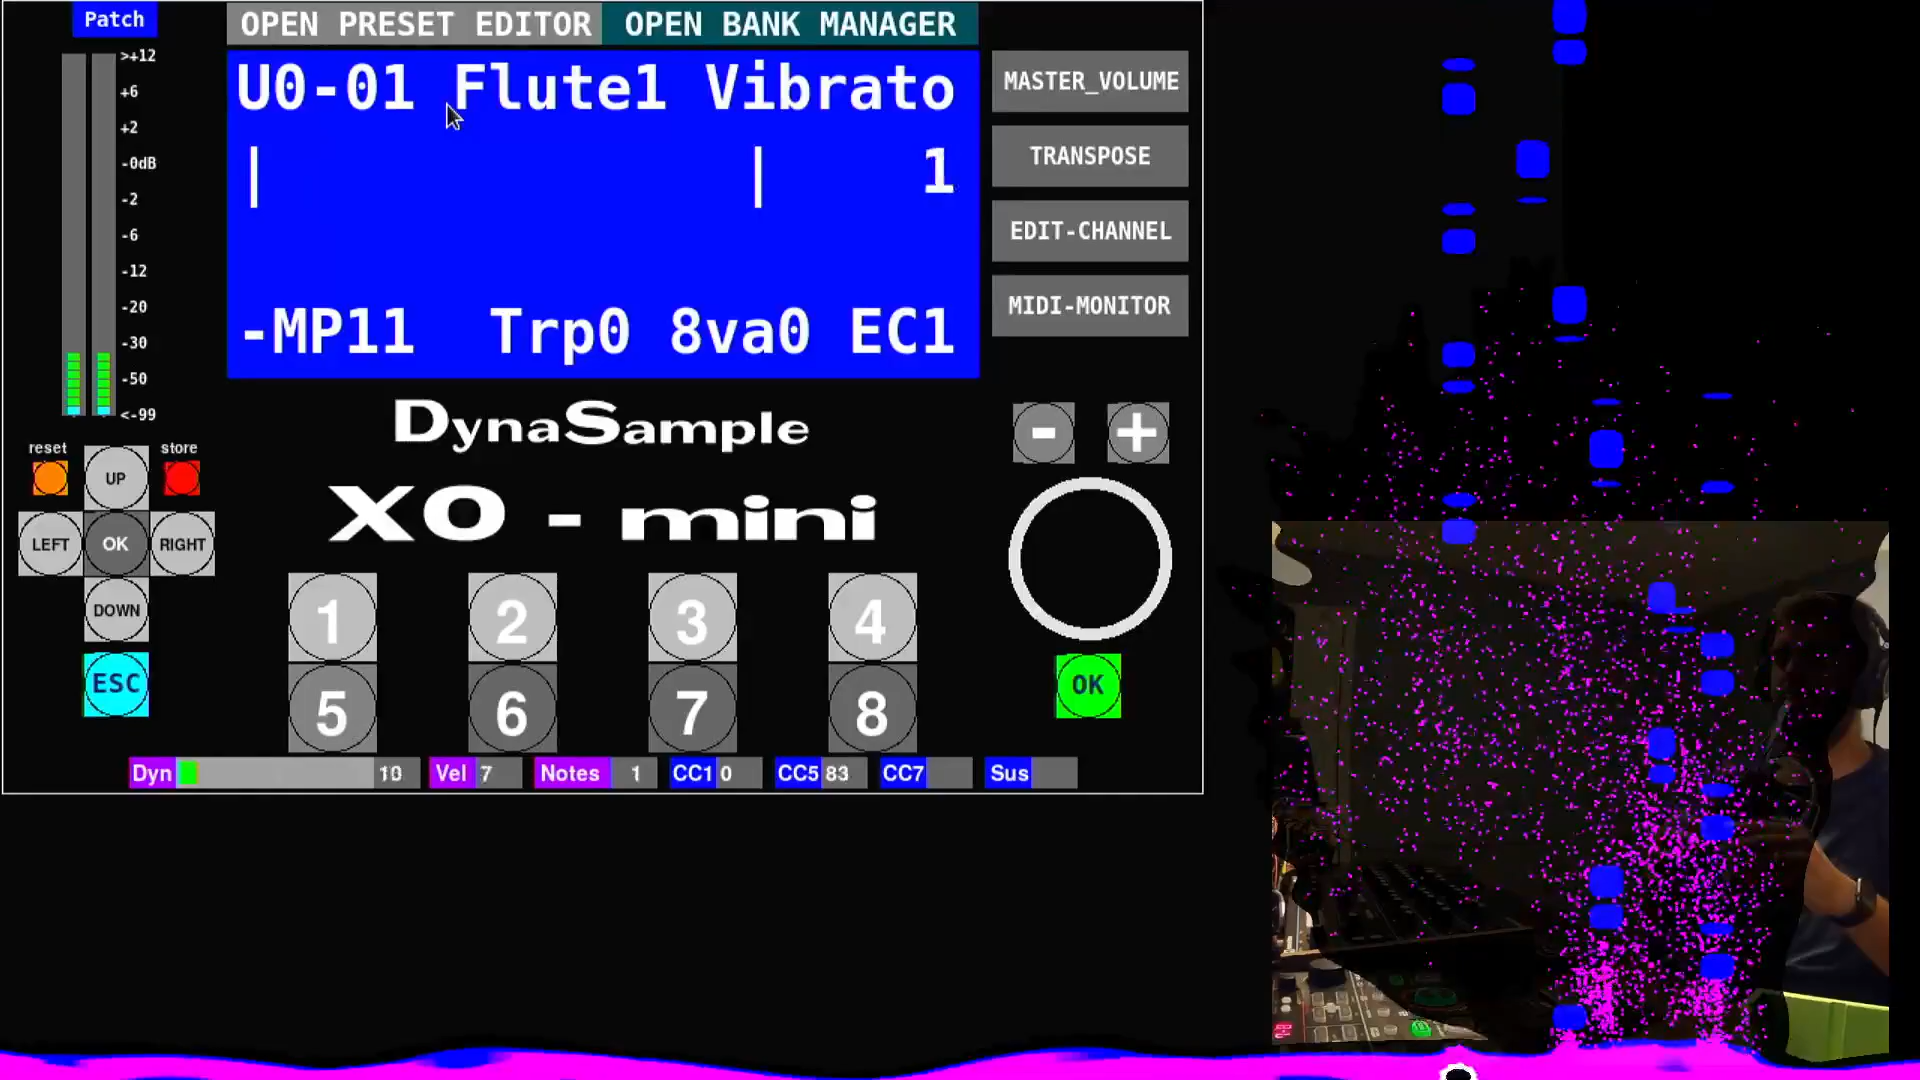 Patch
OPEN PRESET EDITOR
OPEN BANK MANAGER
>+12
+6
+2
-0dB
-2
-6
-12
-20
-30
-50
<-99
U0-01 Flute1 Vibrato
| | 1
-MP11 Trp0 8va0 EC1
MASTER_VOLUME
TRANSPOSE
EDIT-CHANNEL
MIDI-MONITOR
DynaSample
XO - mini
- +
reset
store
UP
LEFT OK RIGHT
DOWN
ESC
1 2 3 4
5 6 7 8
OK
Dyn 10 Vel 7 Notes 1 CC1 0 CC5 83 CC7 Sus